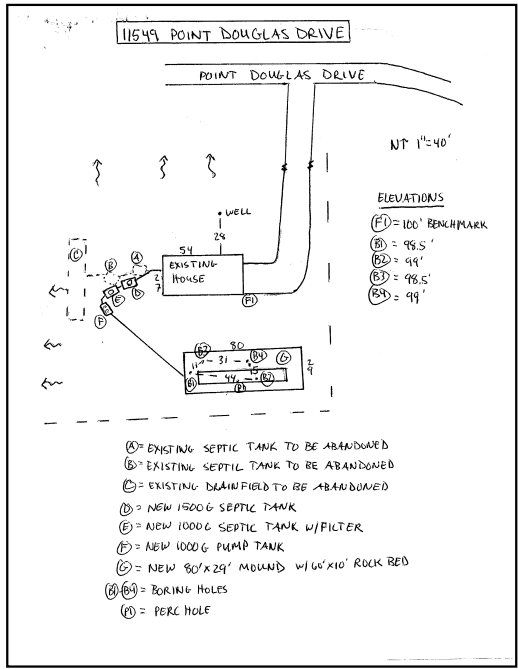 11549 POINT DOUGLAS DRIVE
POINT DOUGLAS DRIVE
N↑ 1"=40'
WELL
28
54
EXISTING
HOUSE
27
F1
C
B
A
D
E
F
ELEVATIONS
F1 = 100' BENCHMARK
B1 = 98.5'
B2 = 99'
B3 = 98.5'
B4 = 99'
80
B3
31
B4
G
29
11
15
44
B1
B2
P1
A = EXISTING SEPTIC TANK TO BE ABANDONED
B = EXISTING SEPTIC TANK TO BE ABANDONED
C = EXISTING DRAINFIELD TO BE ABANDONED
D = NEW 1500G SEPTIC TANK
E = NEW 1000G SEPTIC TANK W/FILTER
F = NEW 1000G PUMP TANK
G = NEW 80'X29' MOUND W/ 60'X10' ROCK BED
B1-B4 = BORING HOLES
P1 = PERC HOLE